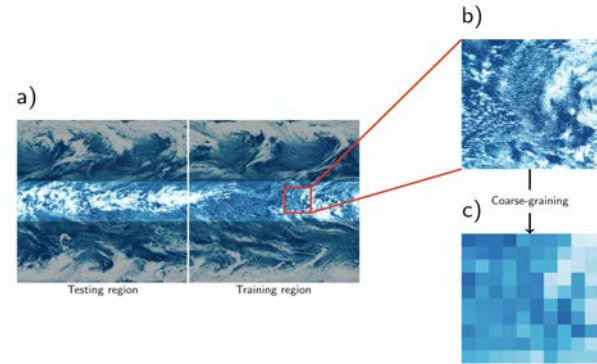 a)
Testing region
Training region
b)
Coarse-graining
c)